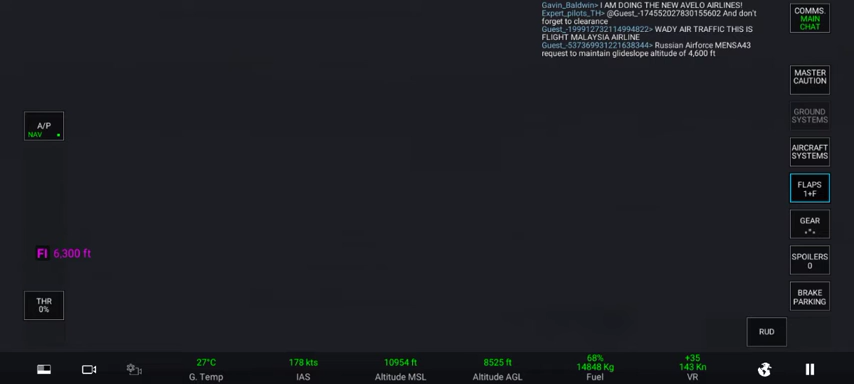 Gavin_Baldwin> I AM DOING THE NEW AVELO AIRLINES!
Expert_pilots_TH> @Guest_-174552027830155602 And don't
forget to clearance
Guest_-199912732114994822> WADY AIR TRAFFIC THIS IS
FLIGHT MALAYSIA AIRLINE
Guest_-537369931221638344> Russian Airforce MENSA43
request to maintain glideslope altitude of 4,600 ft
COMMS.
MAIN
CHAT
MASTER
CAUTION
GROUND
SYSTEMS
A/P
NAV
AIRCRAFT
SYSTEMS
FLAPS
1+F
GEAR
FI 6,300 ft
SPOILERS
0
THR
0%
BRAKE
PARKING
RUD
27°C
G. Temp
178 kts
IAS
10954 ft
Altitude MSL
8525 ft
Altitude AGL
68%
14848 Kg
Fuel
+35
143 Kn
VR